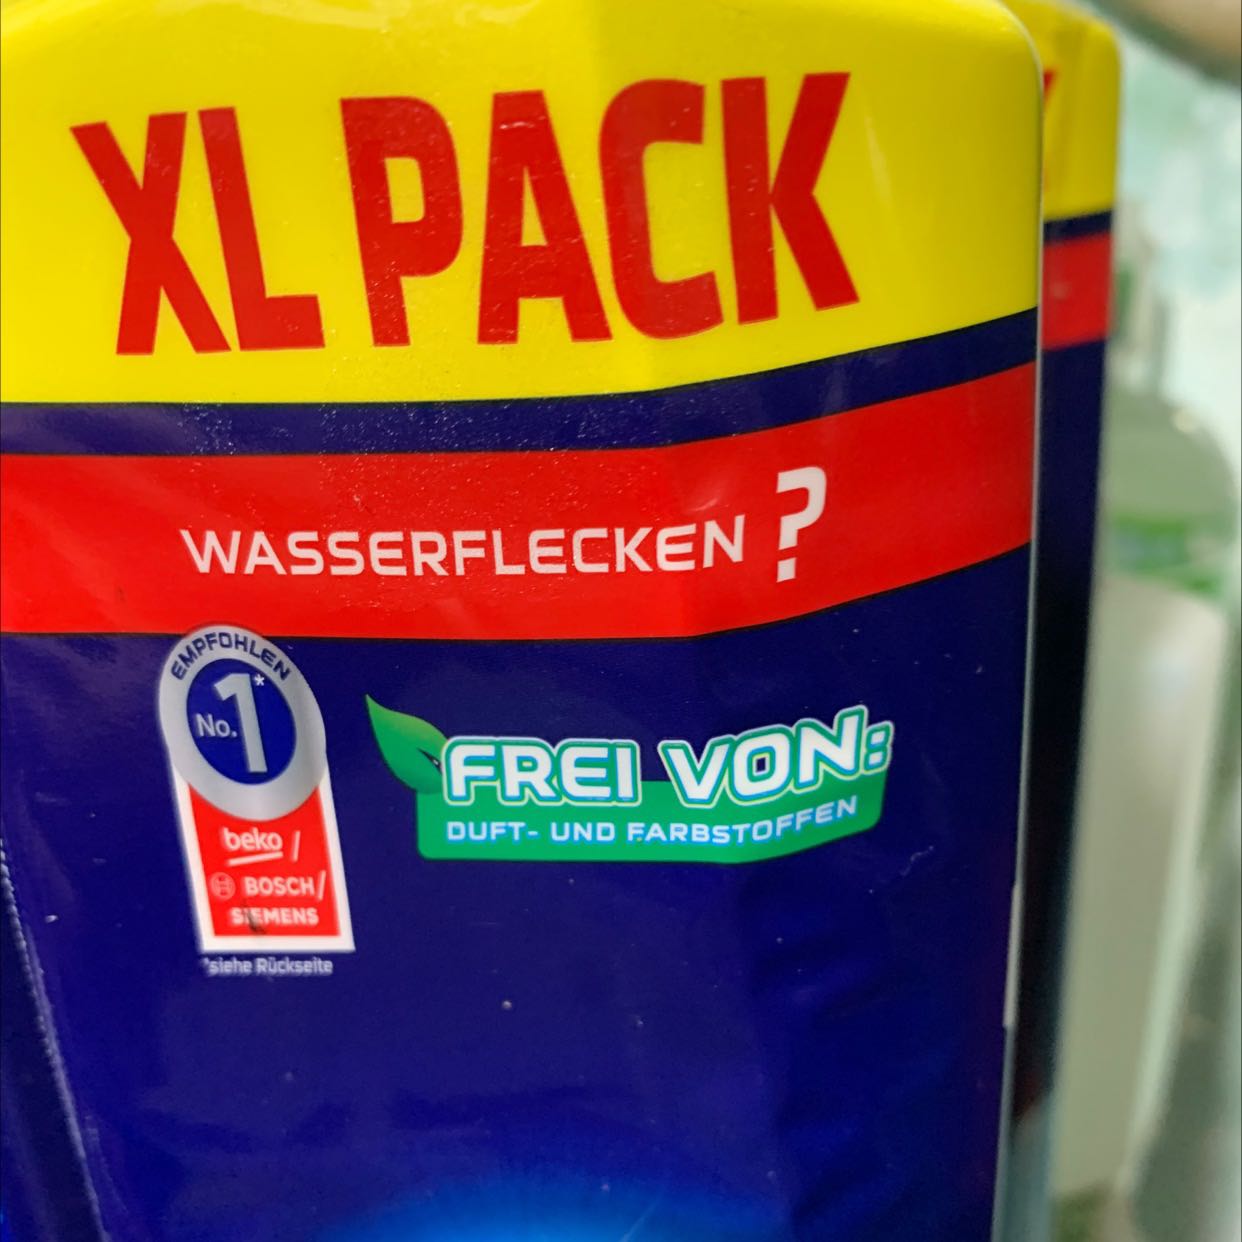 XL PACK
WASSERFLECKEN?
EMPFOHLEN
No.1*
beko/
BOSCH/
SIEMENS
*siehe Rückseite
FREI VON:
DUFT- UND FARBSTOFFEN